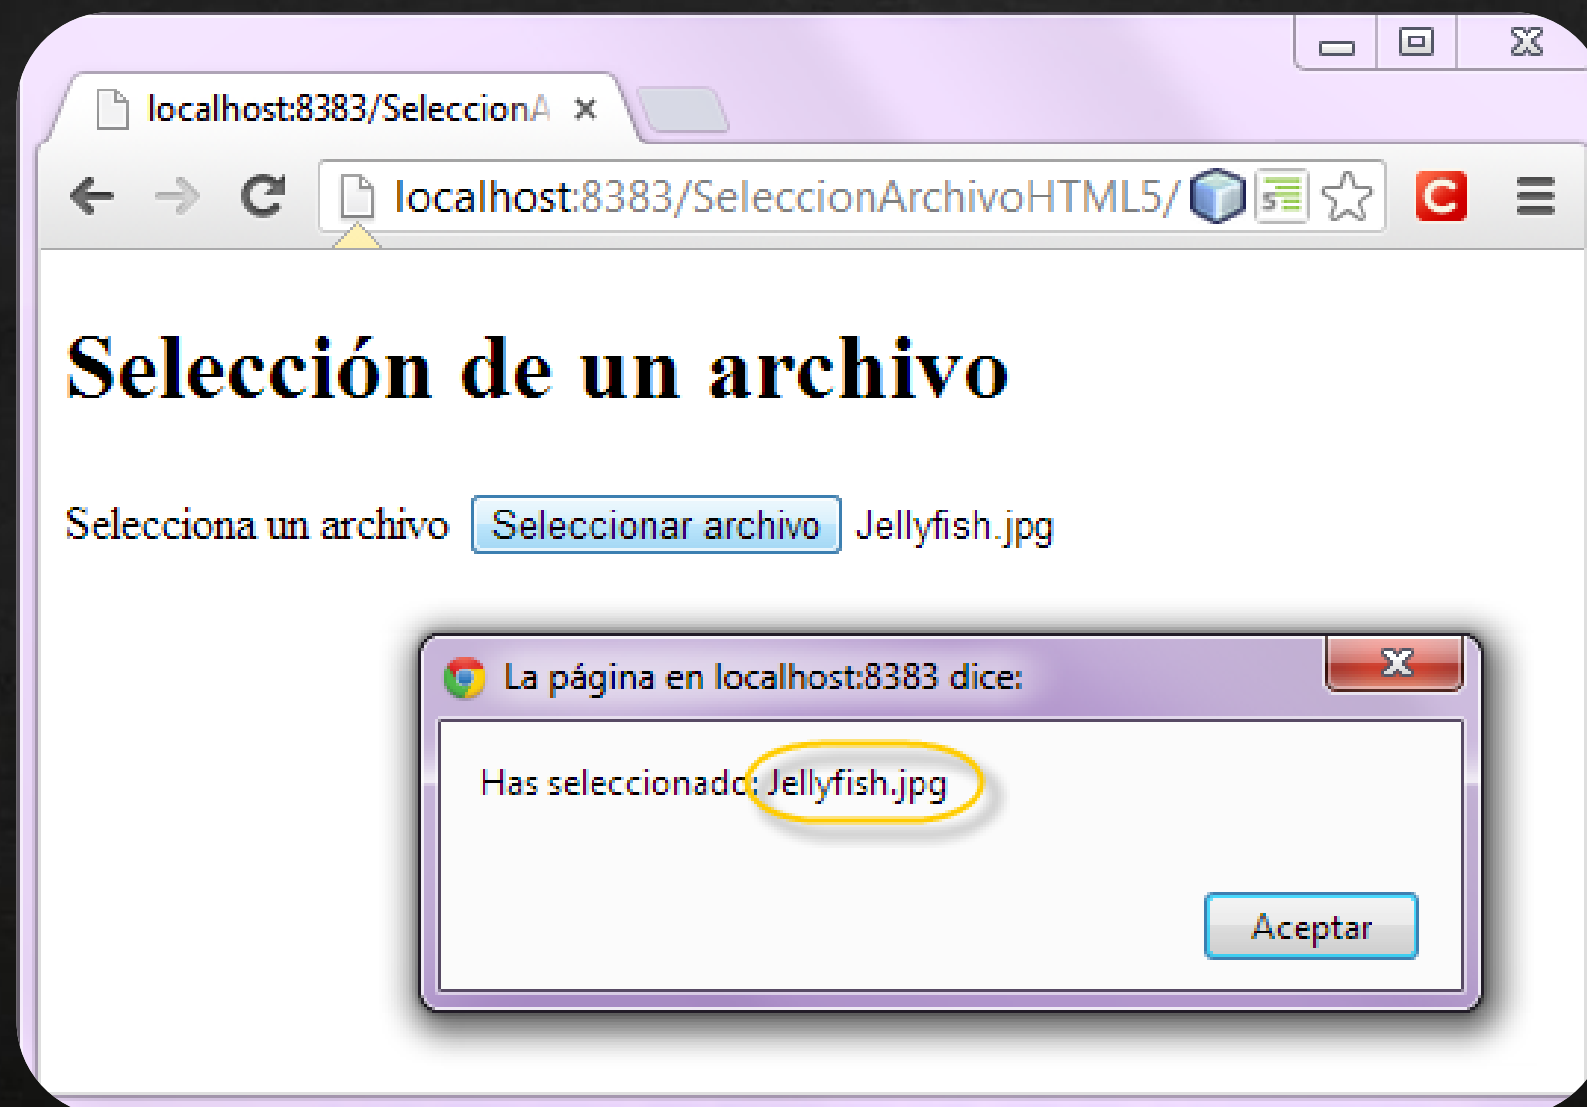 localhost:8383/SeleccionA
localhost:8383/SeleccionArchivoHTML5/
Selección de un archivo
Selecciona un archivo Seleccionar archivo Jellyfish.jpg
La página en localhost:8383 dice:
Has seleccionado: Jellyfish.jpg
Aceptar